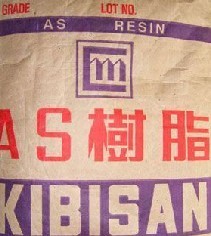 GRADE LOT NO.
AS RESIN
AS樹脂
KIBISAN